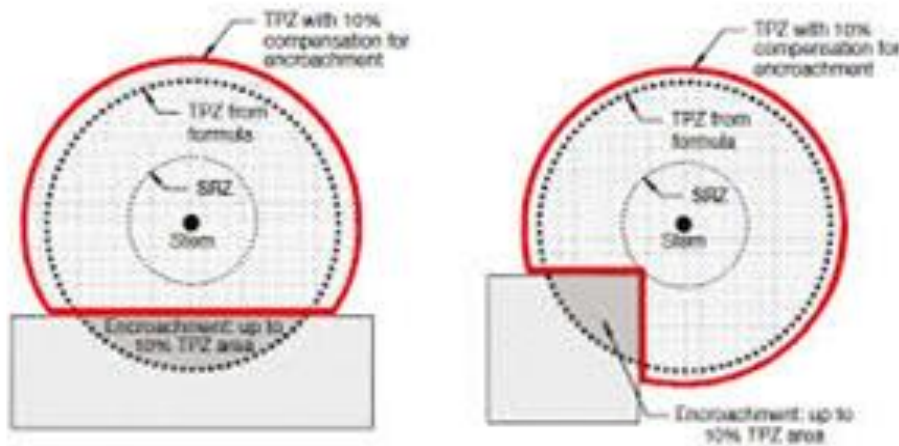 TPZ with 10%
compensation for
encroachment
TPZ from
formula
SRZ
Stem
Encroachment: up to
10% TPZ area
TPZ with 10%
compensation for
encroachment
TPZ from
formula
SRZ
Stem
Encroachment: up to
10% TPZ area